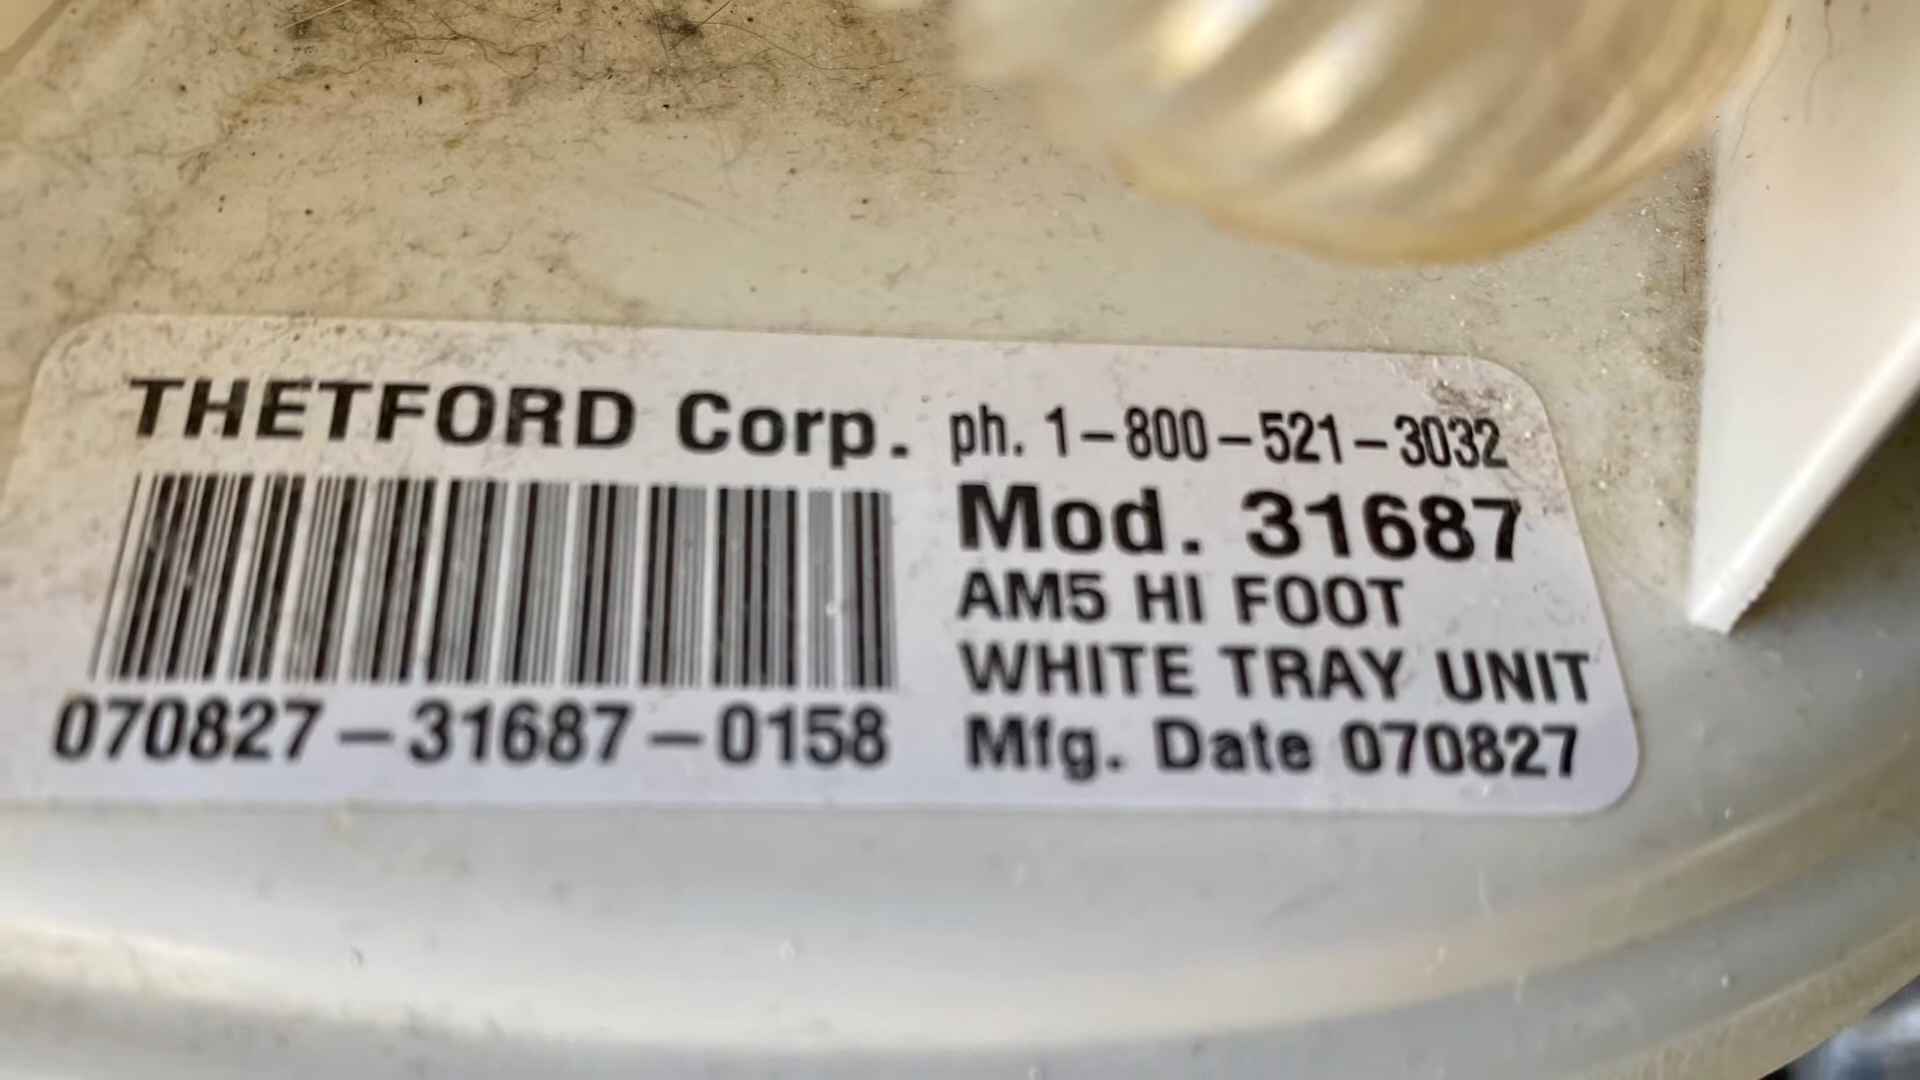 THETFORD Corp. ph. 1-800-521-3032
Mod. 31687
AM5 HI FOOT
WHITE TRAY UNIT
070827-31687-0158 Mfg. Date 070827